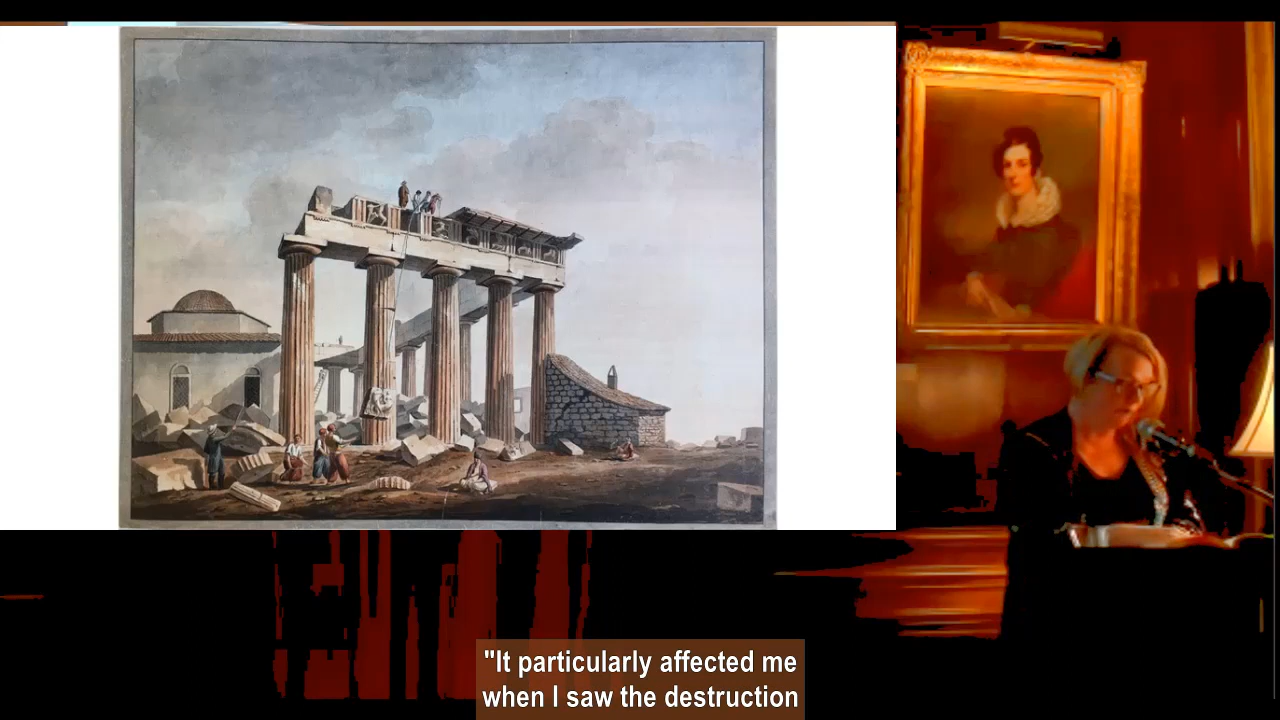 "It particularly affected me
when I saw the destruction